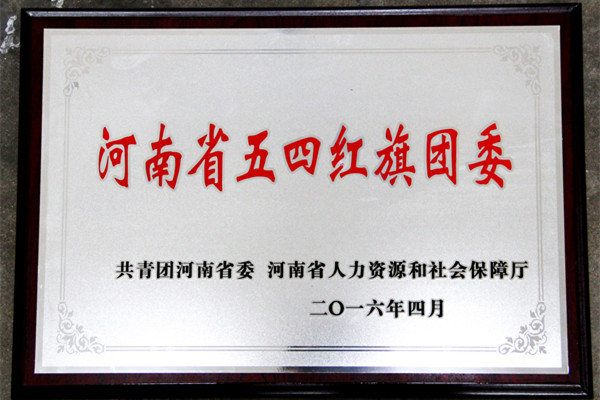 河南省五四红旗团委
共青团河南省委 河南省人力资源和社会保障厅
二〇一六年四月